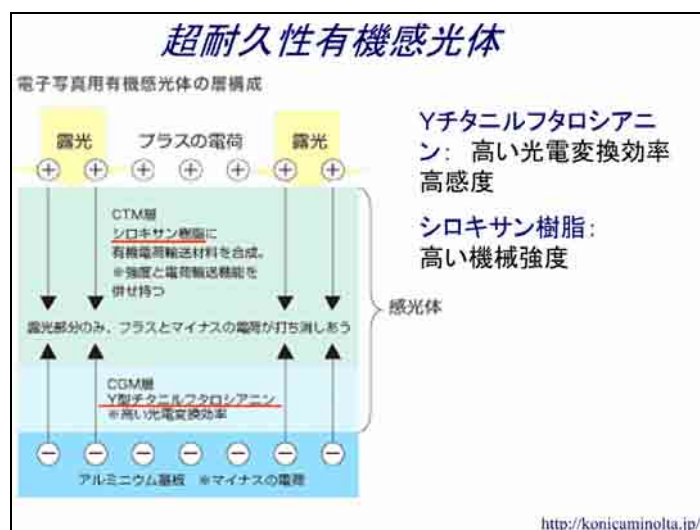 超耐久性有機感光体
電子写真用有機感光体の層構成
露光 プラスの電荷 露光
+ + + + + + +
CTM層
シロキサン樹脂に
有機電荷輸送材料を合成。
※強度と電荷輸送機能を
併せ持つ
露光部分のみ、プラスとマイナスの電荷が打ち消しあう
CGM層
Y型チタニルフタロシアニン
※高い光電変換効率
− − − − − − −
アルミニウム基板 ※マイナスの電荷
感光体
Yチタニルフタロシアニ
ン: 高い光電変換効率
高感度
シロキサン樹脂:
高い機械強度
http://konicaminolta.jp/